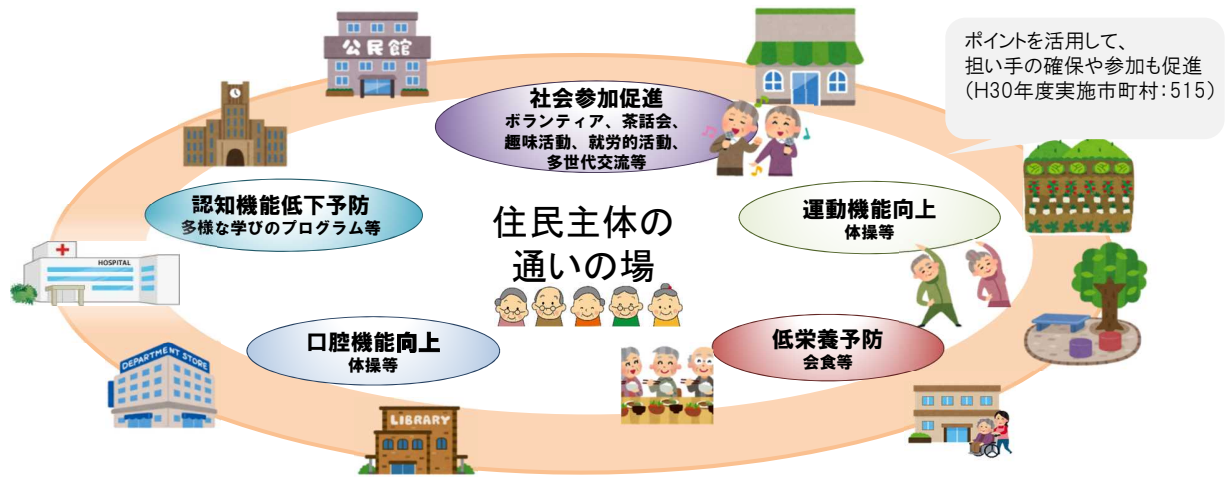 公民館
ポイントを活用して、
担い手の確保や参加も促進
（H30年度実施市町村：515）
社会参加促進
ボランティア、茶話会、
趣味活動、就労的活動、
多世代交流等
認知機能低下予防
多様な学びのプログラム等
運動機能向上
体操等
住民主体の
通いの場
HOSPITAL
口腔機能向上
体操等
低栄養予防
会食等
DEPARTMENT STORE
LIBRARY